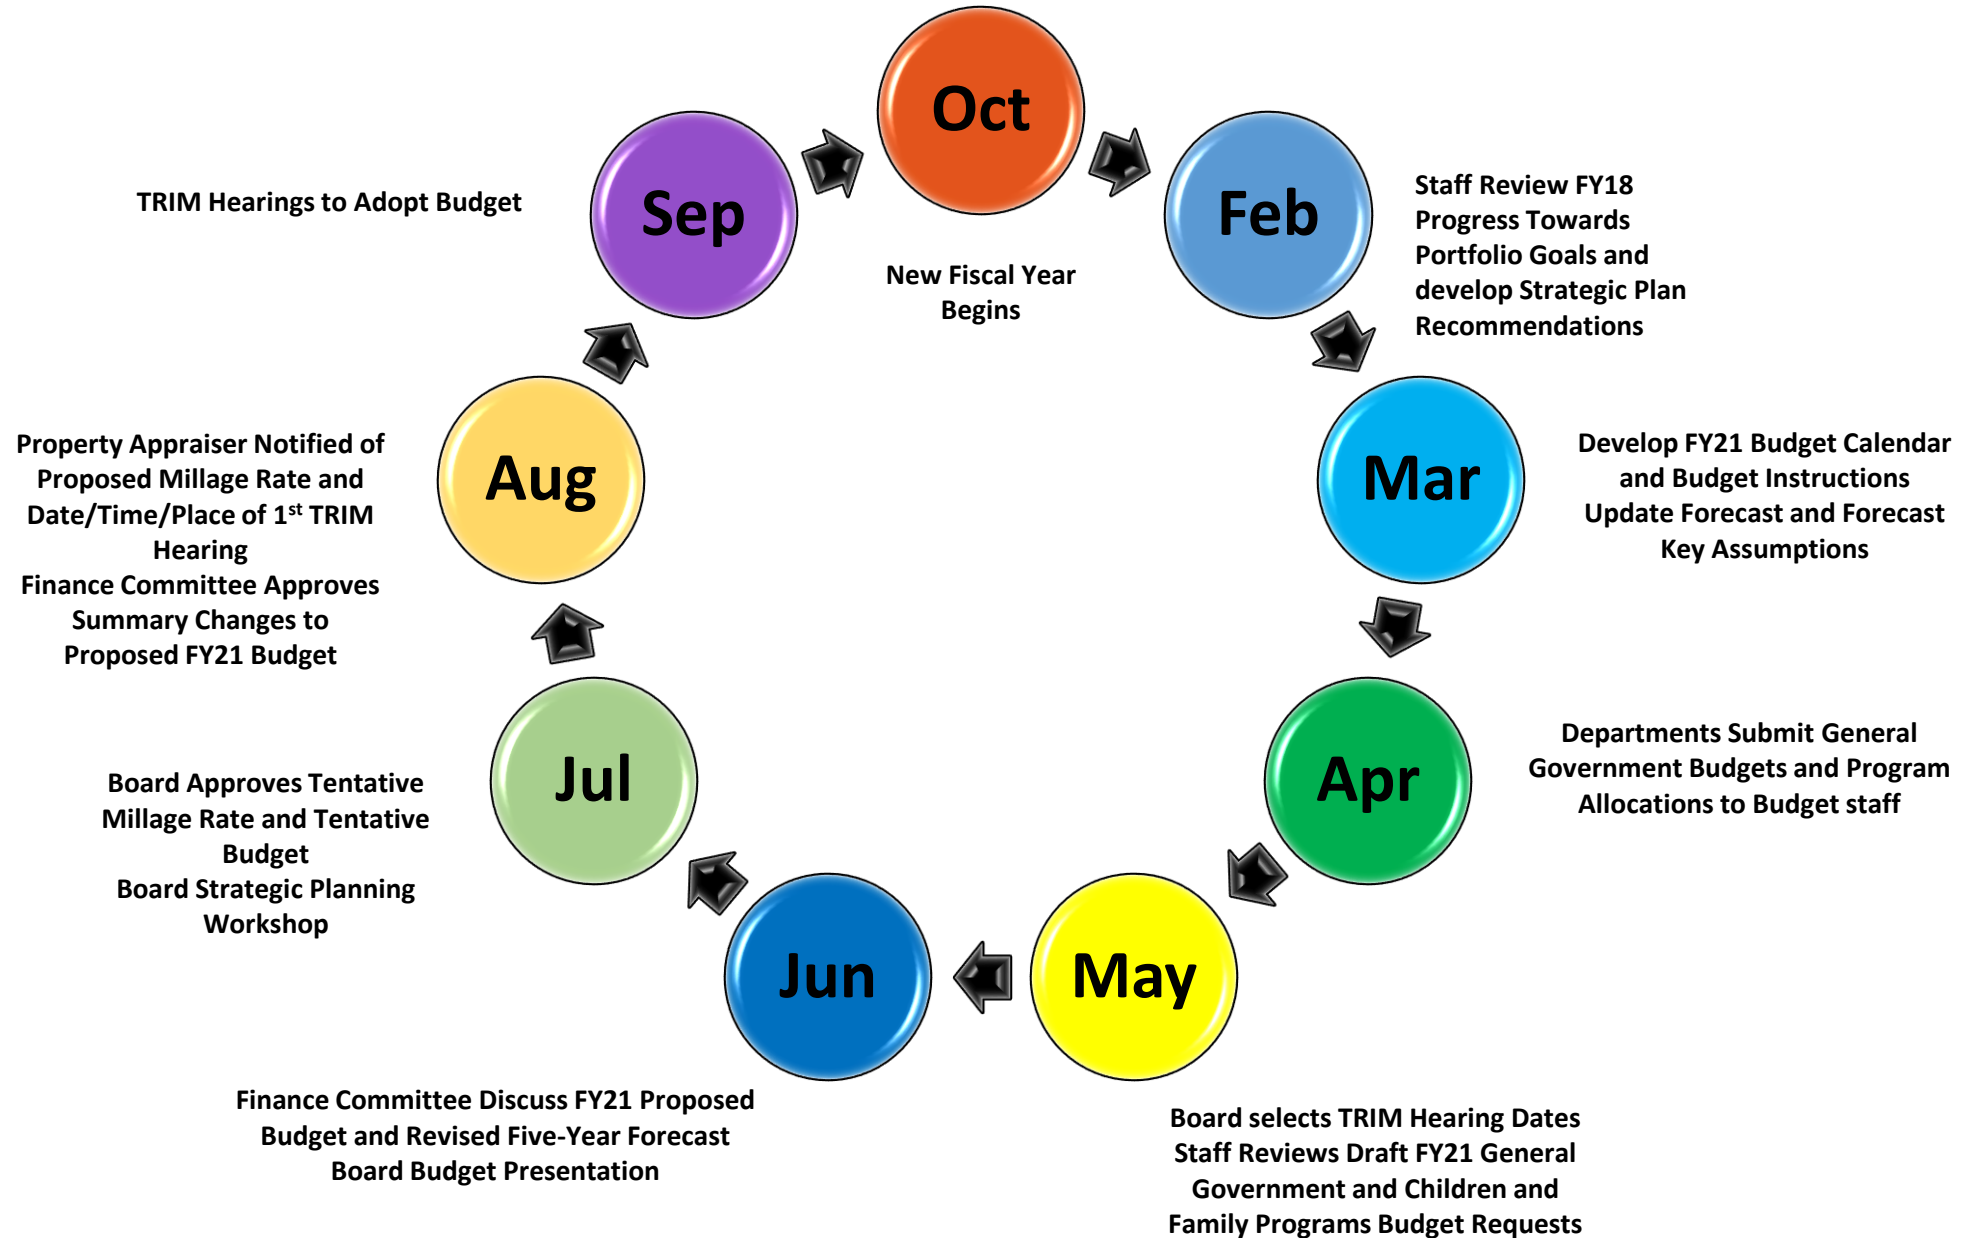 Oct
New Fiscal Year
Begins
Feb
Staff Review FY18
Progress Towards
Portfolio Goals and
develop Strategic Plan
Recommendations
Mar
Develop FY21 Budget Calendar
and Budget Instructions
Update Forecast and Forecast
Key Assumptions
Apr
Departments Submit General
Government Budgets and Program
Allocations to Budget staff
May
Board selects TRIM Hearing Dates
Staff Reviews Draft FY21 General
Government and Children and
Family Programs Budget Requests
Jun
Finance Committee Discuss FY21 Proposed
Budget and Revised Five-Year Forecast
Board Budget Presentation
Jul
Board Approves Tentative
Millage Rate and Tentative
Budget
Board Strategic Planning
Workshop
Aug
Property Appraiser Notified of
Proposed Millage Rate and
Date/Time/Place of 1st TRIM
Hearing
Finance Committee Approves
Summary Changes to
Proposed FY21 Budget
Sep
TRIM Hearings to Adopt Budget